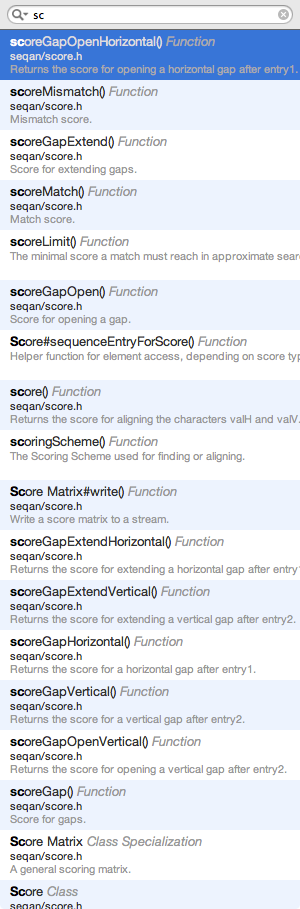 sc
scoreGapOpenHorizontal() Function
seqan/score.h
Returns the score for opening a horizontal gap after entry1.
scoreMismatch() Function
seqan/score.h
Mismatch score.
scoreGapExtend() Function
seqan/score.h
Score for extending gaps.
scoreMatch() Function
seqan/score.h
Match score.
scoreLimit() Function
The minimal score a match must reach in approximate sear
scoreGapOpen() Function
seqan/score.h
Score for opening a gap.
Score#sequenceEntryForScore() Function
Helper function for element access, depending on score typ
score() Function
seqan/score.h
Returns the score for aligning the characters valH and valV.
scoringScheme() Function
The Scoring Scheme used for finding or aligning.
Score Matrix#write() Function
seqan/score.h
Write a score matrix to a stream.
scoreGapExtendHorizontal() Function
seqan/score.h
Returns the score for extending a horizontal gap after entry1
scoreGapExtendVertical() Function
seqan/score.h
Returns the score for extending a vertical gap after entry2.
scoreGapHorizontal() Function
seqan/score.h
Returns the score for a horizontal gap after entry1.
scoreGapVertical() Function
seqan/score.h
Returns the score for a vertical gap after entry2.
scoreGapOpenVertical() Function
seqan/score.h
Returns the score for opening a vertical gap after entry2.
scoreGap() Function
seqan/score.h
Score for gaps.
Score Matrix Class Specialization
seqan/score.h
A general scoring matrix.
Score Class
seqan/score.h